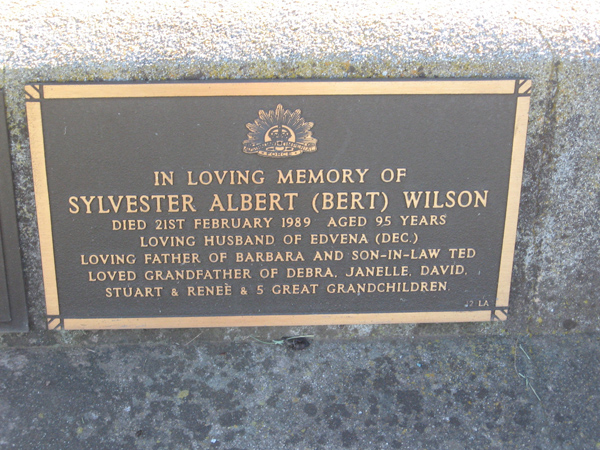 IN LOVING MEMORY OF
SYLVESTER ALBERT (BERT) WILSON
DIED 21ST FEBRUARY 1989 AGED 95 YEARS
LOVING HUSBAND OF EDVENA (DEC.)
LOVING FATHER OF BARBARA AND SON-IN-LAW TED
LOVED GRANDFATHER OF DEBRA, JANELLE, DAVID,
STUART & RENEÈ & 5 GREAT GRANDCHILDREN.